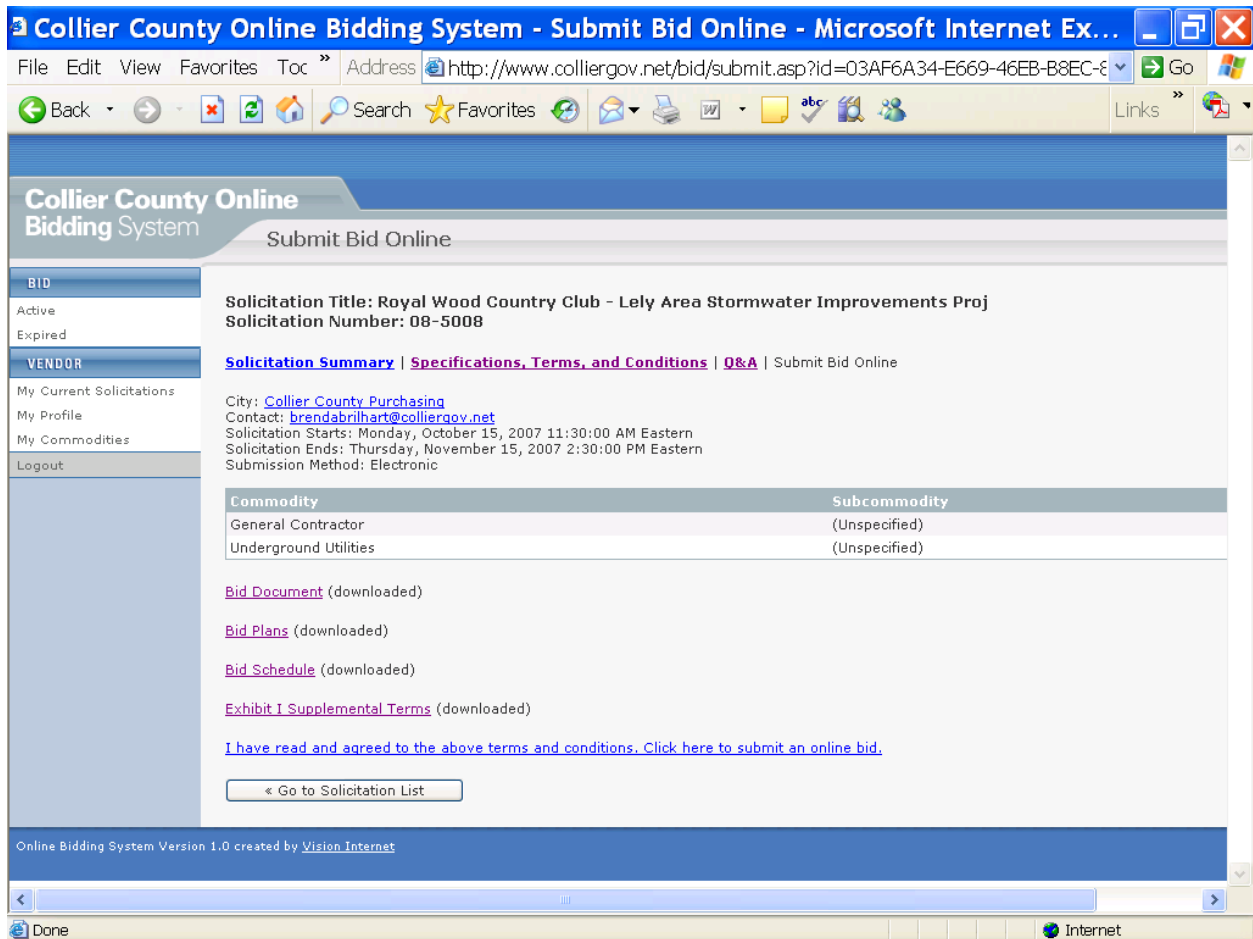 Collier County Online Bidding System - Submit Bid Online - Microsoft Internet Ex...
File Edit View Favorites Toc » Address http://www.colliergov.net/bid/submit.asp?id=03AF6A34-E669-46EB-B8EC-8 Go
Back Search Favorites Links »
Collier County Online
Bidding System
Submit Bid Online
BID
Active
Expired
VENDOR
My Current Solicitations
My Profile
My Commodities
Logout
Solicitation Title: Royal Wood Country Club - Lely Area Stormwater Improvements Proj
Solicitation Number: 08-5008
Solicitation Summary | Specifications, Terms, and Conditions | Q&A | Submit Bid Online
City: Collier County Purchasing
Contact: brendabrilhart@colliergov.net
Solicitation Starts: Monday, October 15, 2007 11:30:00 AM Eastern
Solicitation Ends: Thursday, November 15, 2007 2:30:00 PM Eastern
Submission Method: Electronic
Commodity Subcommodity
General Contractor (Unspecified)
Underground Utilities (Unspecified)
Bid Document (downloaded)
Bid Plans (downloaded)
Bid Schedule (downloaded)
Exhibit I Supplemental Terms (downloaded)
I have read and agreed to the above terms and conditions. Click here to submit an online bid.
« Go to Solicitation List
Online Bidding System Version 1.0 created by Vision Internet
Done Internet